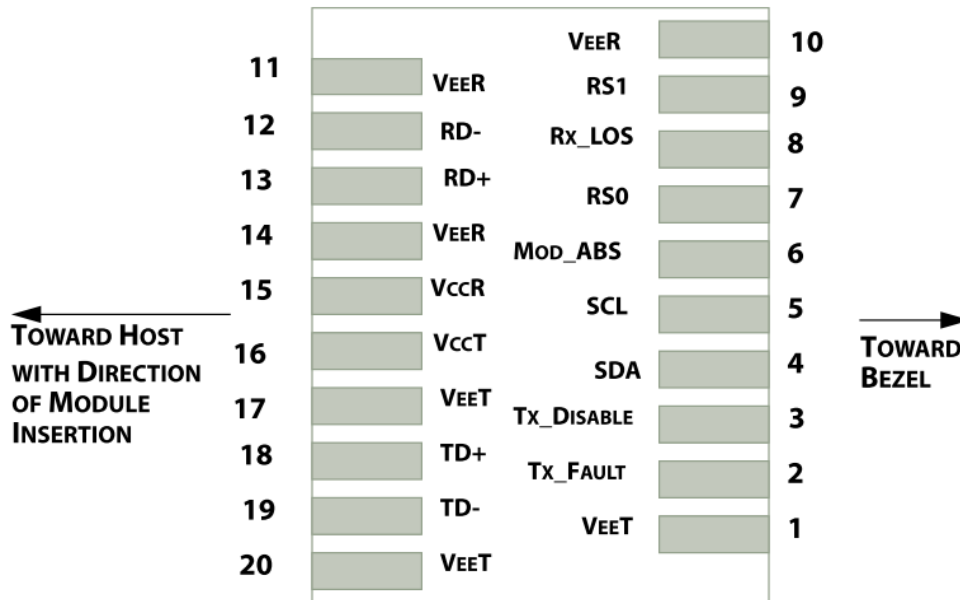 VEER 10
11 VEER
RS1 9
12 RD-
RX_LOS 8
13 RD+
RS0 7
14 VEER
MOD_ABS 6
15 VCCR
SCL 5
TOWARD HOST
WITH DIRECTION
OF MODULE
INSERTION
TOWARD
BEZEL
16 VCCT
SDA 4
17 VEET
TX_DISABLE 3
18 TD+
TX_FAULT 2
19 TD-
VEET 1
20 VEET